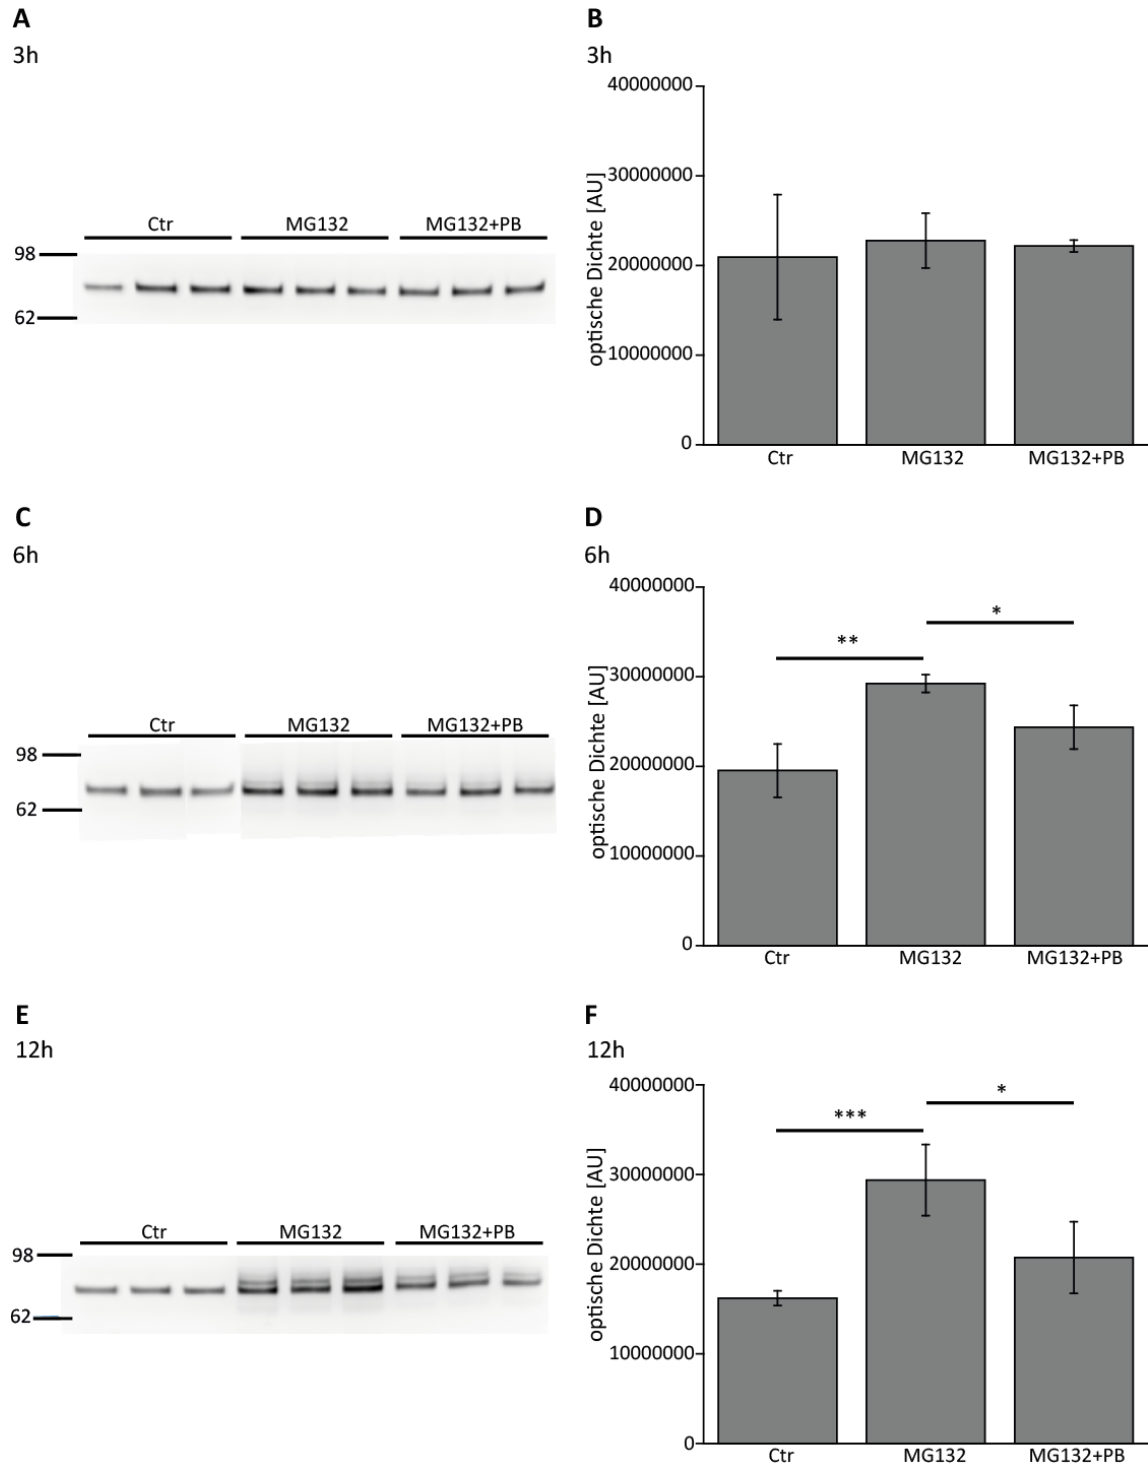 A
3h
Ctr MG132 MG132+PB
98
62
B
3h
optische Dichte [AU]
40000000
30000000
20000000
10000000
0
Ctr MG132 MG132+PB
C
6h
Ctr MG132 MG132+PB
98
62
D
6h
optische Dichte [AU]
40000000
30000000
20000000
10000000
0
**
*
Ctr MG132 MG132+PB
E
12h
Ctr MG132 MG132+PB
98
62
F
12h
optische Dichte [AU]
40000000
30000000
20000000
10000000
0
***
*
Ctr MG132 MG132+PB